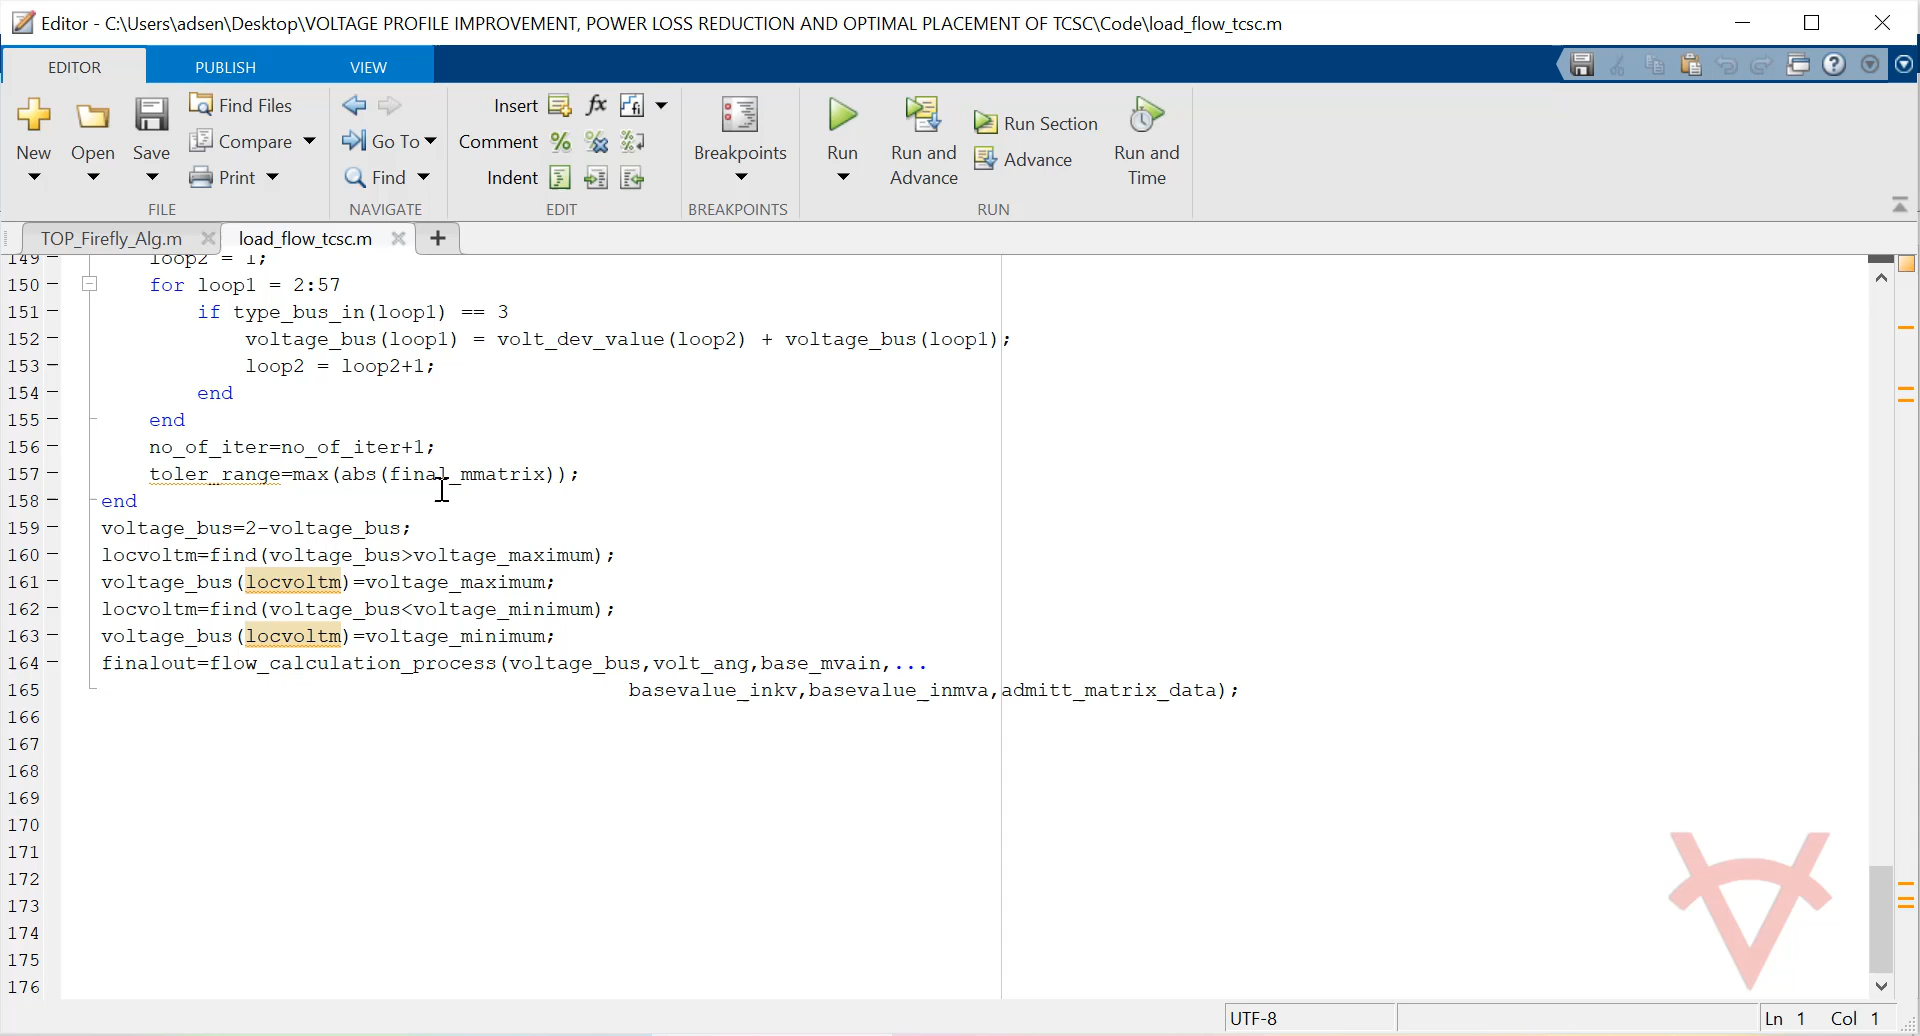 Editor - C:\Users\adsen\Desktop\VOLTAGE PROFILE IMPROVEMENT, POWER LOSS REDUCTION AND OPTIMAL PLACEMENT OF TCSC\Code\load_flow_tcsc.m
EDITOR PUBLISH VIEW
New Open Save Find Files Compare Print
FILE
Go To Find
NAVIGATE
Insert fx fi
Comment
Indent
EDIT
Breakpoints
BREAKPOINTS
Run Run and Advance Run Section Advance Run and Time
RUN
TOP_Firefly_Alg.m load_flow_tcsc.m +
149 loop2 = 1;
150 for loop1 = 2:57
151 if type_bus_in(loop1) == 3
152 voltage_bus(loop1) = volt_dev_value(loop2) + voltage_bus(loop1);
153 loop2 = loop2+1;
154 end
155 end
156 no_of_iter=no_of_iter+1;
157 toler_range=max(abs(final_mmatrix));
158 end
159 voltage_bus=2-voltage_bus;
160 locvoltm=find(voltage_bus>voltage_maximum);
161 voltage_bus(locvoltm)=voltage_maximum;
162 locvoltm=find(voltage_bus<voltage_minimum);
163 voltage_bus(locvoltm)=voltage_minimum;
164 finalout=flow_calculation_process(voltage_bus,volt_ang,base_mvain,...
165 basevalue_inkv,basevalue_inmva,admitt_matrix_data);
166
167
168
169
170
171
172
173
174
175
176
UTF-8 Ln 1 Col 1